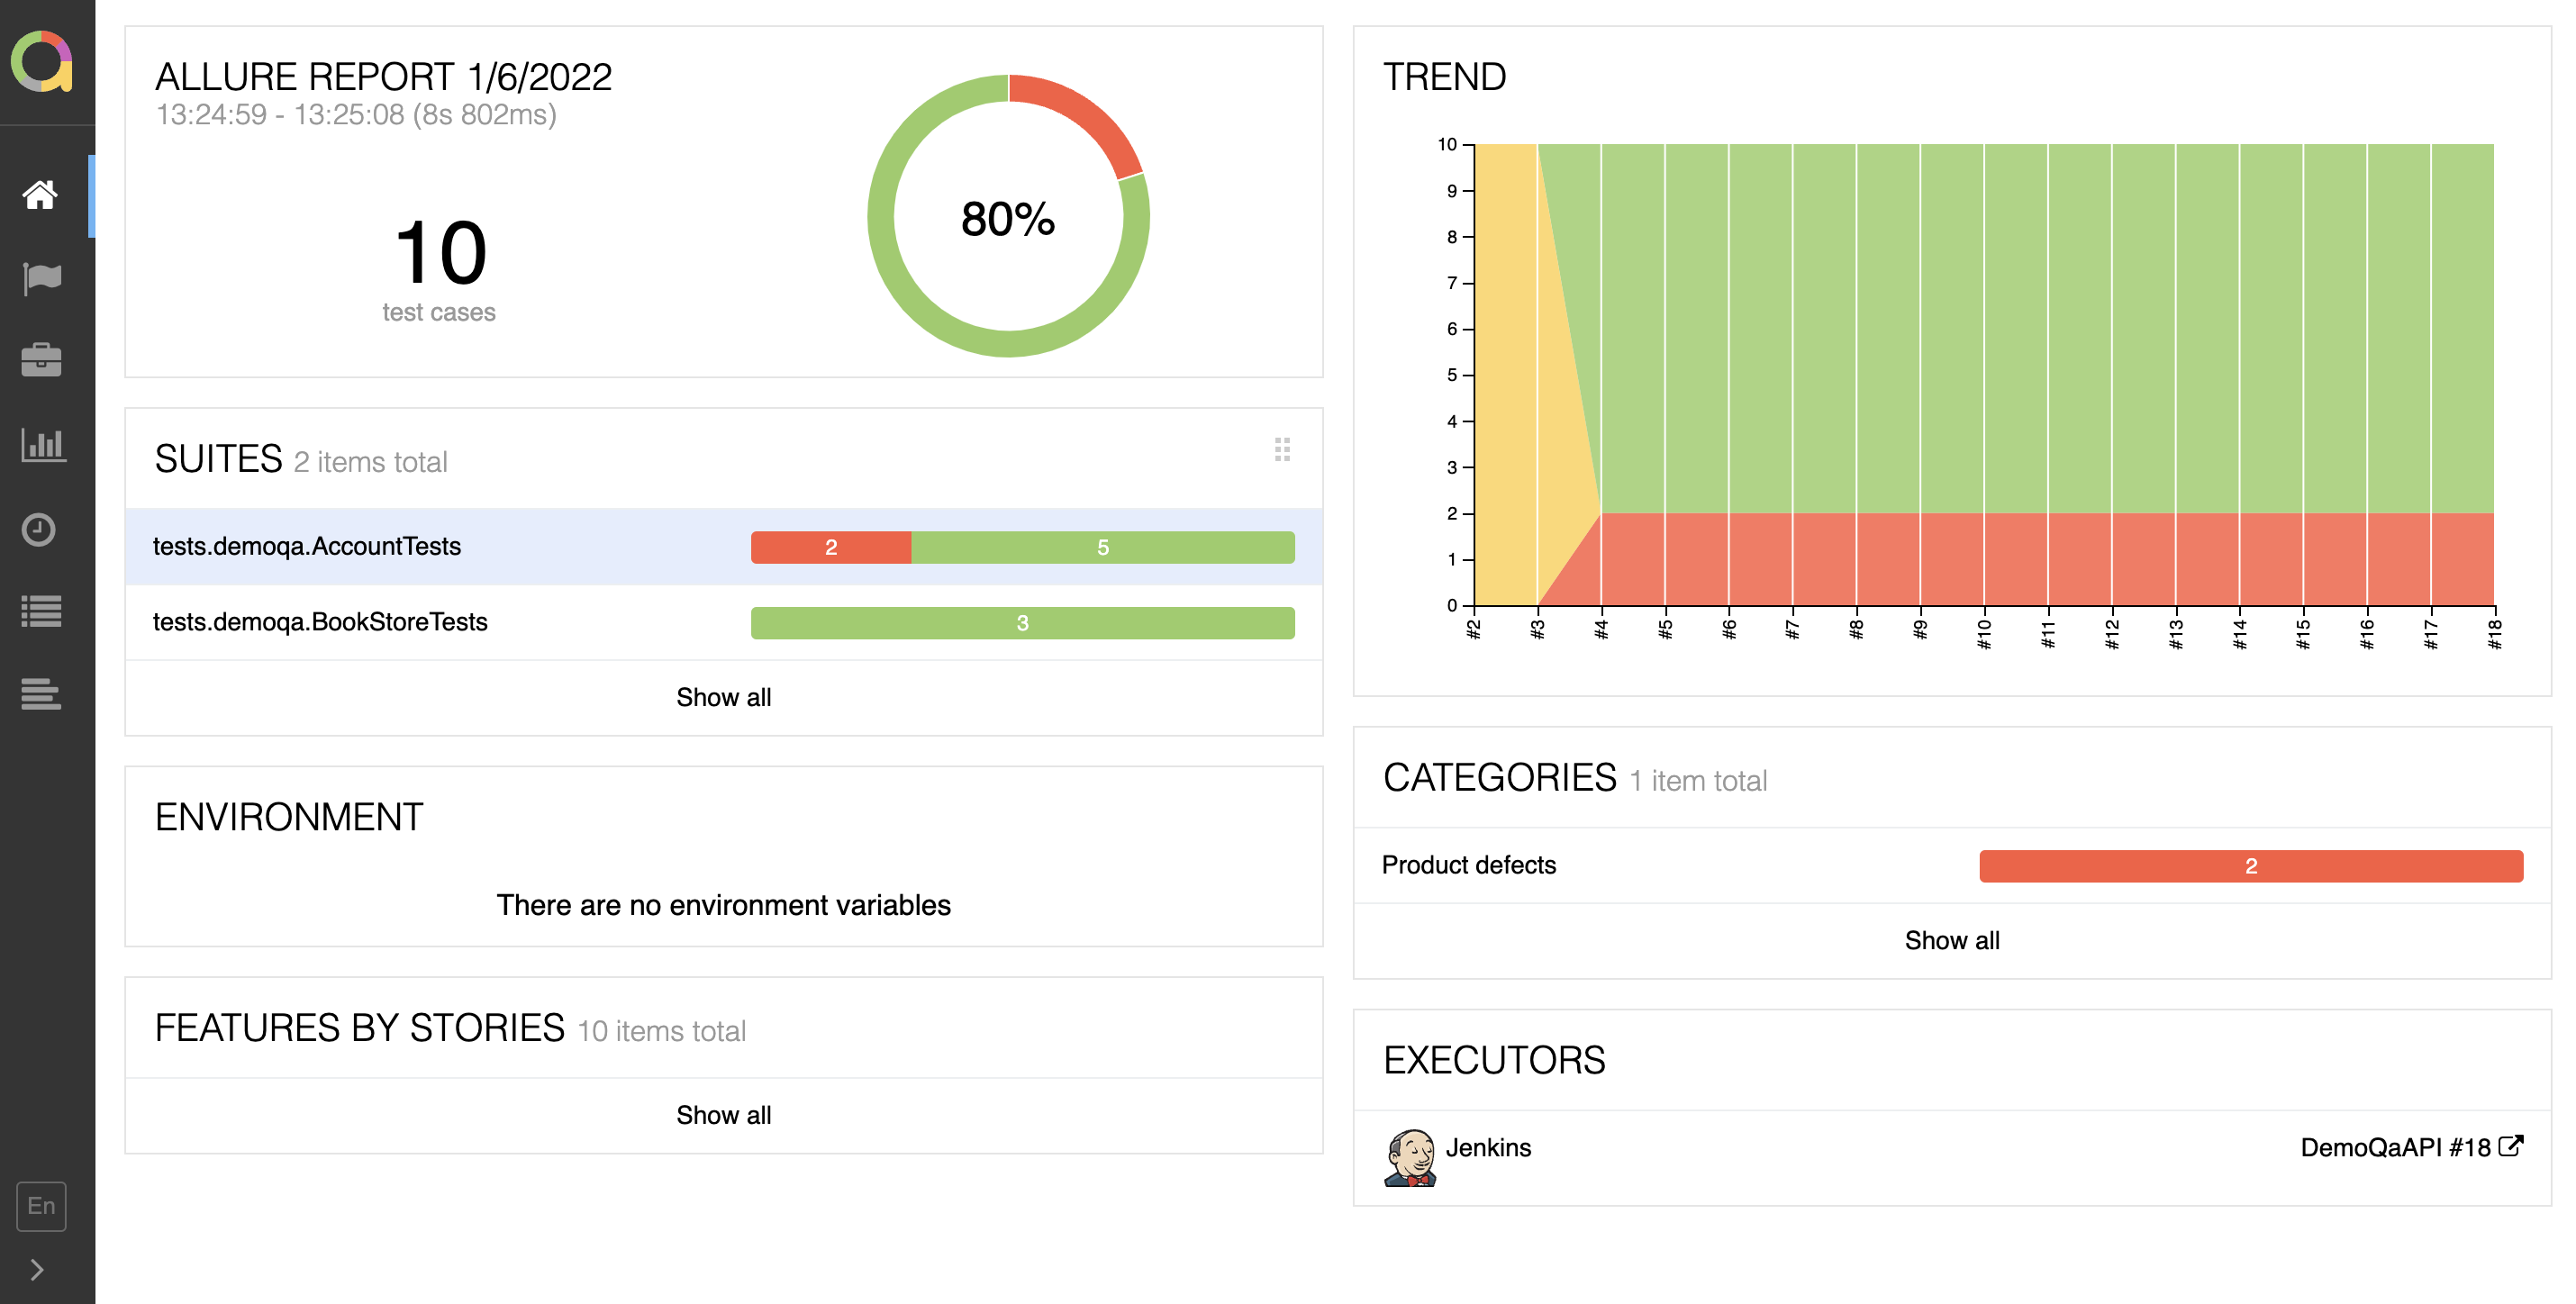 ALLURE REPORT 1/6/2022
13:24:59 - 13:25:08 (8s 802ms)
10
test cases
80%
SUITES 2 items total
tests.demoqa.AccountTests 2 5
tests.demoqa.BookStoreTests 3
Show all
ENVIRONMENT
There are no environment variables
FEATURES BY STORIES 10 items total
Show all
En
TREND
10
9
8
7
6
5
4
3
2
1
0
#2 #3 #4 #5 #6 #7 #8 #9 #10 #11 #12 #13 #14 #15 #16 #17 #18
CATEGORIES 1 item total
Product defects 2
Show all
EXECUTORS
Jenkins DemoQaAPI #18